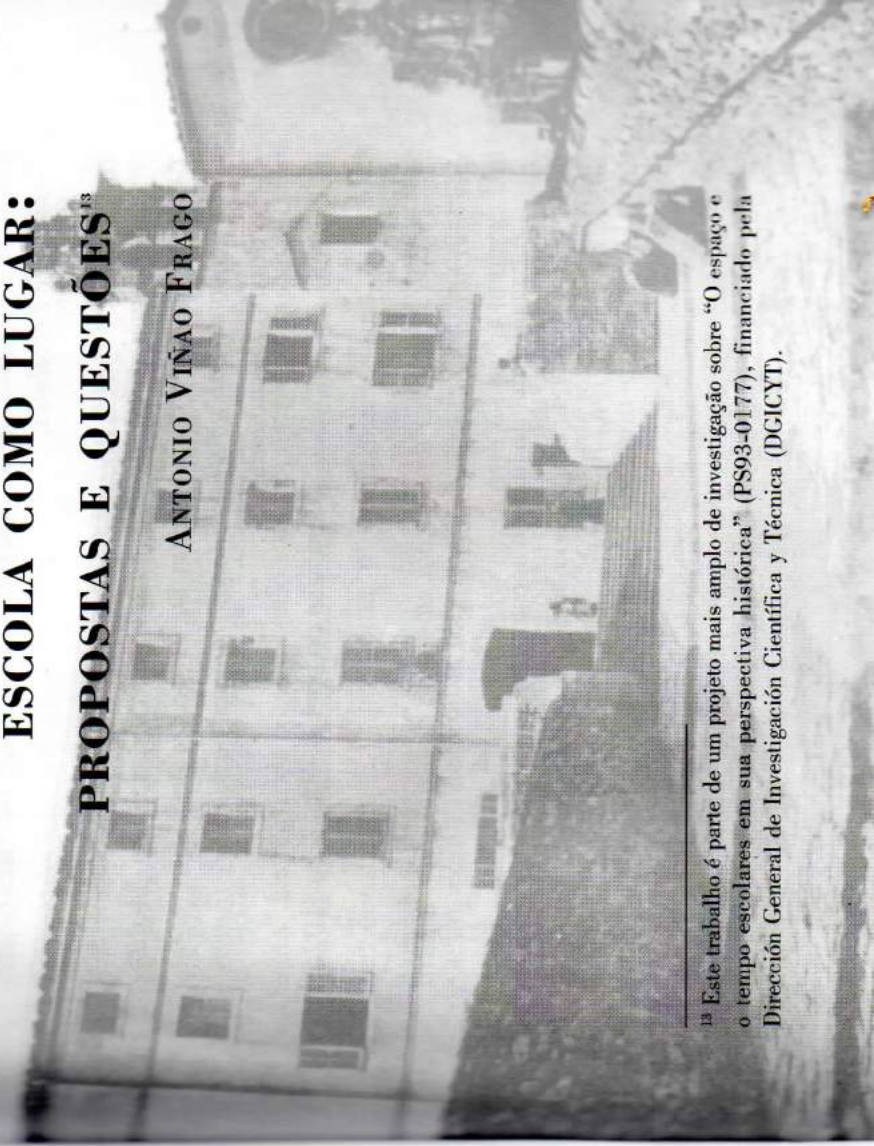 ESCOLA COMO LUGAR:
PROPOSTAS E QUESTÕES¹³
ANTONIO VIÑAO FRAGO
¹³ Este trabalho é parte de um projeto mais amplo de investigação sobre “O espaço e
o tempo escolares em sua perspectiva histórica” (PS93-0177), financiado pela
Dirección General de Investigación Científica y Técnica (DGICYT).